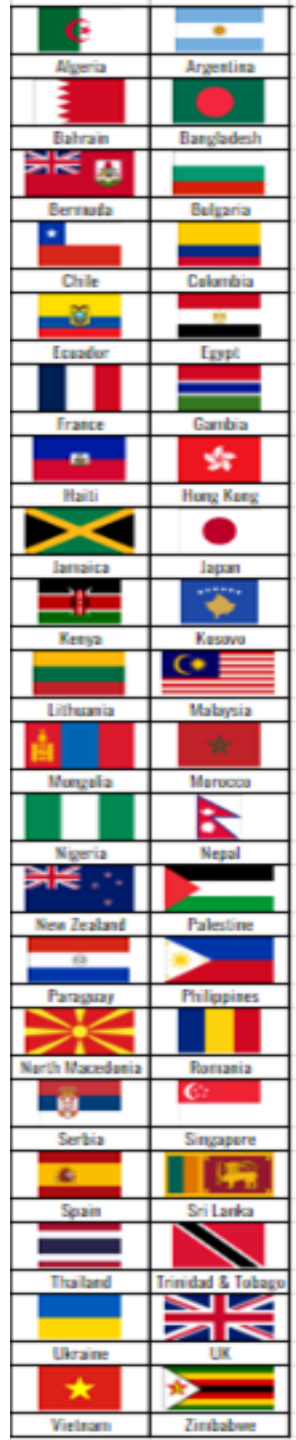 Algeria Argentina
Bahrain Bangladesh
Bermuda Bulgaria
Chile Colombia
Ecuador Egypt
France Gambia
Haiti Hong Kong
Jamaica Japan
Kenya Kosovo
Lithuania Malaysia
Mongolia Morocco
Nigeria Nepal
New Zealand Palestine
Paraguay Philippines
North Macedonia Romania
Serbia Singapore
Spain Sri Lanka
Thailand Trinidad & Tobago
Ukraine UK
Vietnam Zimbabwe